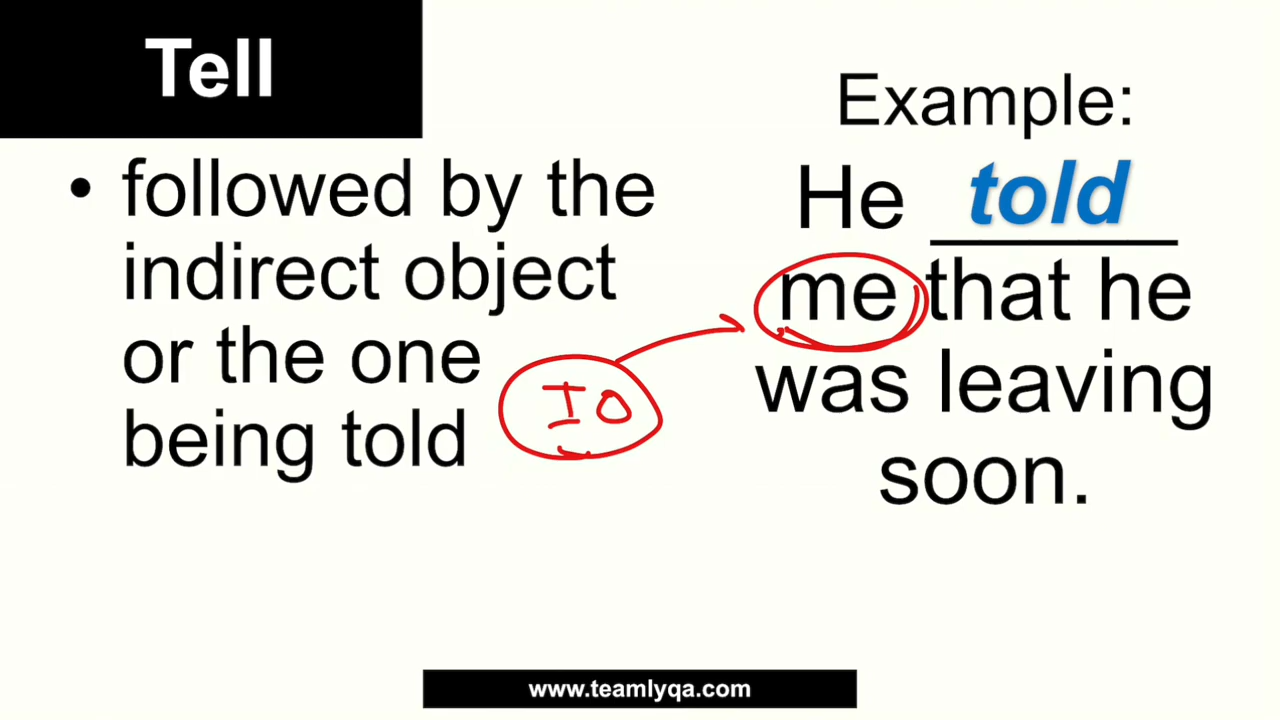 Tell
• followed by the
indirect object
or the one
being told
IO
Example:
He told
me that he
was leaving
soon.
www.teamlyqa.com